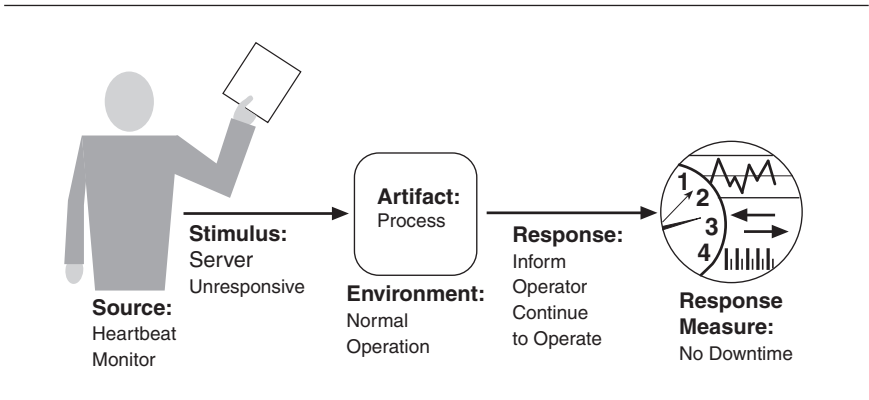 Source:
Heartbeat
Monitor
Stimulus:
Server
Unresponsive
Artifact:
Process
Environment:
Normal
Operation
Response:
Inform
Operator
Continue
to Operate
1
2
3
4
Response
Measure:
No Downtime